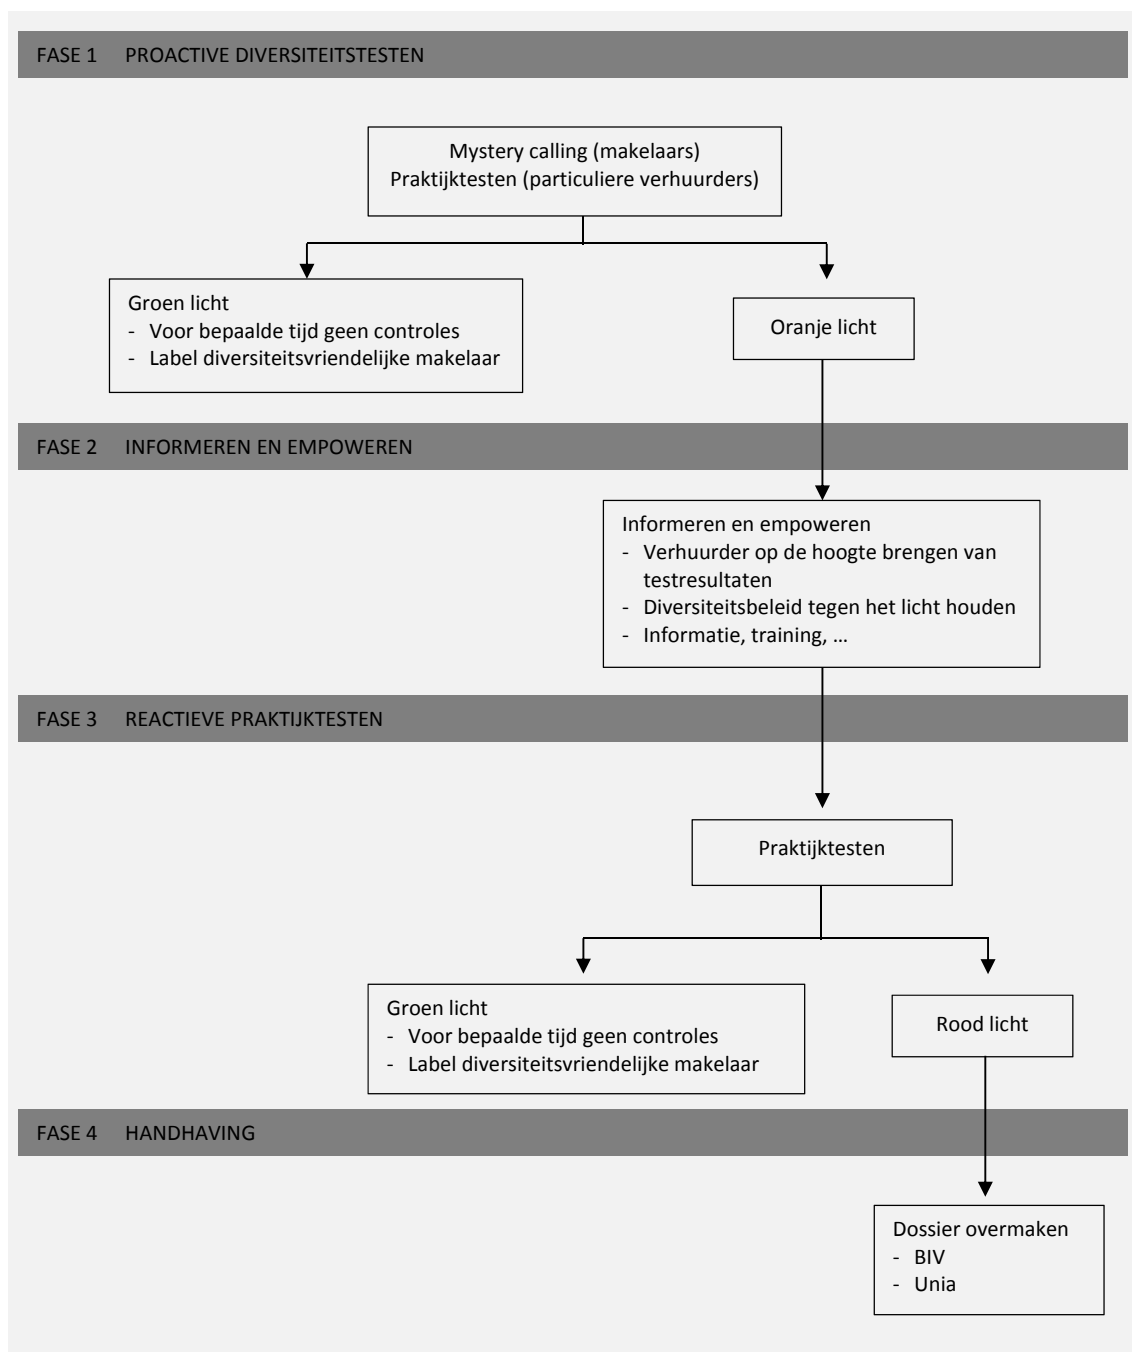 FASE 1 PROACTIVE DIVERSITEITSTESTEN
Mystery calling (makelaars)
Praktijktesten (particuliere verhuurders)
Groen licht
- Voor bepaalde tijd geen controles
- Label diversiteitsvriendelijke makelaar
Oranje licht
FASE 2 INFORMEREN EN EMPOWEREN
Informeren en empoweren
- Verhuurder op de hoogte brengen van
testresultaten
- Diversiteitsbeleid tegen het licht houden
- Informatie, training, ...
FASE 3 REACTIEVE PRAKTIJKTESTEN
Praktijktesten
Groen licht
- Voor bepaalde tijd geen controles
- Label diversiteitsvriendelijke makelaar
Rood licht
FASE 4 HANDHAVING
Dossier overmaken
- BIV
- Unia